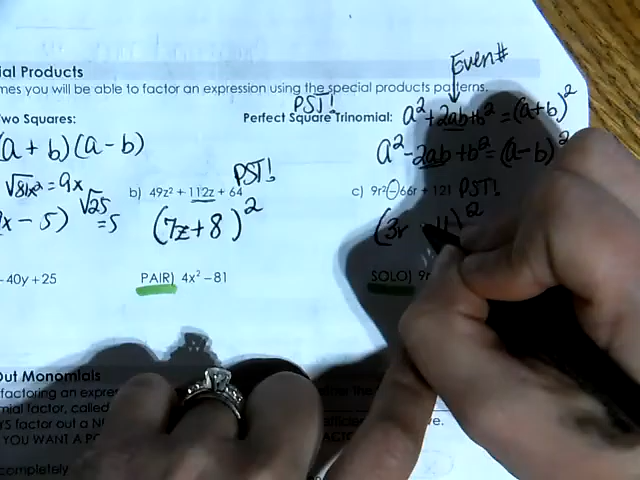 Even#
ial Products
mes you will be able to factor an expression using the special products patterns.
PST!
Two Squares:
Perfect Square Trinomial: a² + 2ab + b² = (a+b)²
(a + b)(a - b)
a² - 2ab + b² = (a-b)²
PST!
√81x² = 9x
b) 49z² + 112z + 64
c) 9r² - 66r + 121 PST!
x - 5) √25 = 5
(7z + 8)²
(3r
- 40y + 25
PAIR) 4x² - 81
SOLO) 9r
Out Monomials
factoring an expre
mial factor, called
YS factor out a
YOU WANT A
ve.
completely